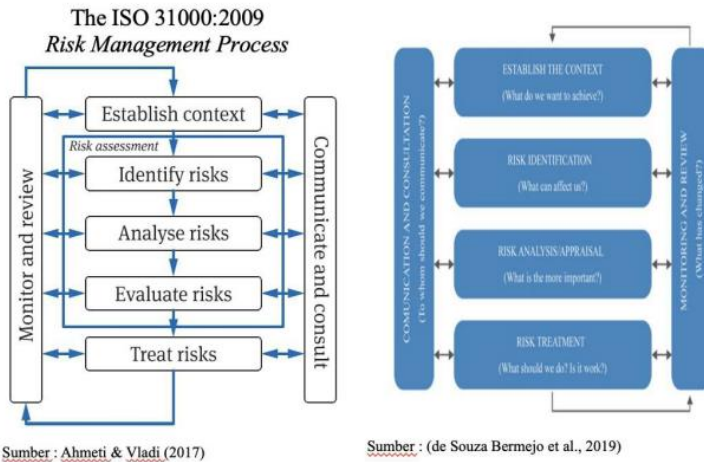 The ISO 31000:2009
Risk Management Process
Monitor and review
Establish context
Risk assessment
Identify risks
Analyse risks
Evaluate risks
Treat risks
Communicate and consult
Sumber : Ahmeti & Vladi (2017)
COMUNICATION AND CONSULTATION
(To whom should we communicate?)
ESTABLISH THE CONTEXT
(What do we want to achieve?)
RISK IDENTIFICATION
(What can affect us?)
RISK ANALYSIS/APPRAISAL
(What is the more important?)
RISK TREATMENT
(What should we do? Is it work?)
MONITORING AND REVIEW
(What has changed?)
Sumber : (de Souza Bermejo et al., 2019)